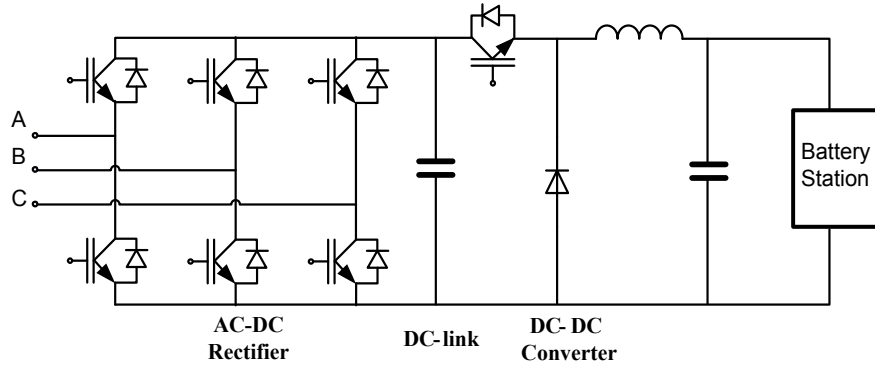 A
B
C
Battery
Station
AC-DC
Rectifier
DC-link
DC- DC
Converter